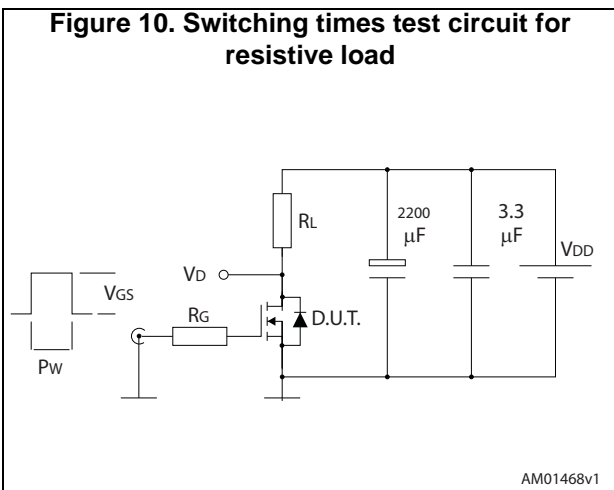 Figure 10. Switching times test circuit for
resistive load
RL
2200
μF
3.3
μF
VDD
VD
VGS
RG
D.U.T.
PW
AM01468v1